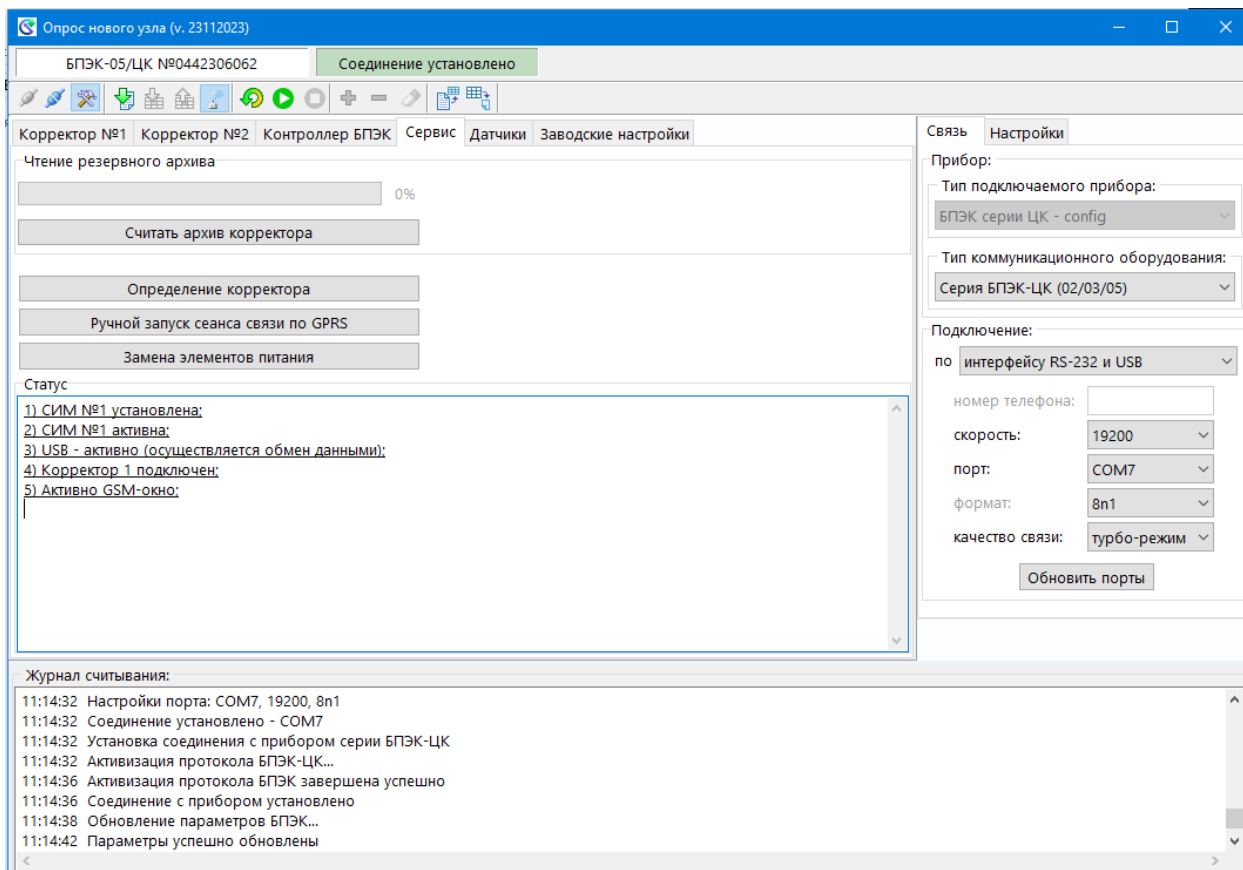 Опрос нового узла (v. 23112023)
БПЭК-05/ЦК №0442306062
Соединение установлено
Корректор №1 Корректор №2 Контроллер БПЭК Сервис Датчики Заводские настройки
Чтение резервного архива
0%
Считать архив корректора
Определение корректора
Ручной запуск сеанса связи по GPRS
Замена элементов питания
Статус
1) СИМ №1 установлена;
2) СИМ №1 активна;
3) USB - активно (осуществляется обмен данными);
4) Корректор 1 подключен;
5) Активно GSM-окно;
Связь Настройки
Прибор:
Тип подключаемого прибора:
БПЭК серии ЦК - config
Тип коммуникационного оборудования:
Серия БПЭК-ЦК (02/03/05)
Подключение:
по интерфейсу RS-232 и USB
номер телефона:
скорость: 19200
порт: COM7
формат: 8n1
качество связи: турбо-режим
Обновить порты
Журнал считывания:
11:14:32 Настройки порта: COM7, 19200, 8n1
11:14:32 Соединение установлено - COM7
11:14:32 Установка соединения с прибором серии БПЭК-ЦК
11:14:32 Активизация протокола БПЭК-ЦК...
11:14:36 Активизация протокола БПЭК завершена успешно
11:14:36 Соединение с прибором установлено
11:14:38 Обновление параметров БПЭК...
11:14:42 Параметры успешно обновлены